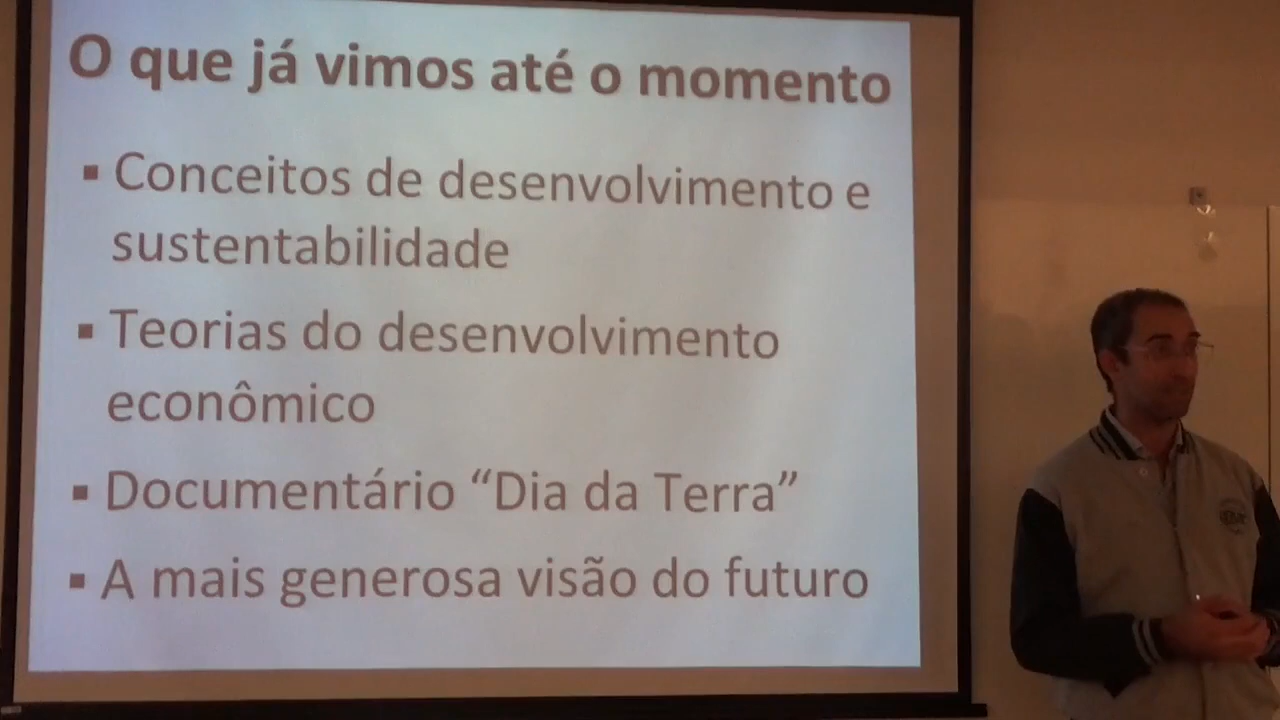 O que já vimos até o momento
▪ Conceitos de desenvolvimento e
sustentabilidade
▪ Teorias do desenvolvimento
econômico
▪ Documentário “Dia da Terra”
▪ A mais generosa visão do futuro